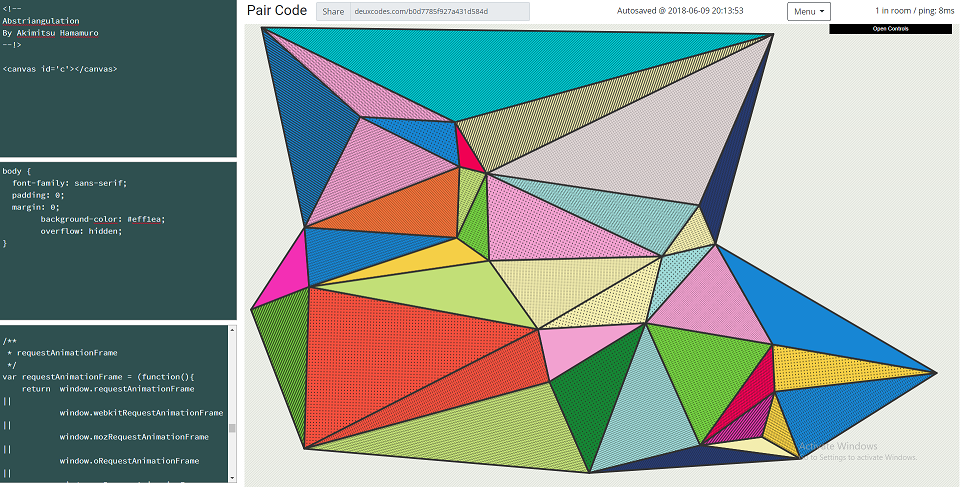 <!--
Abstriangulation
By Akimitsu Hamamuro
--!>
<canvas id='c'></canvas>
body {
font-family: sans-serif;
padding: 0;
margin: 0;
background-color: #eff1ea;
overflow: hidden;
}
/**
* requestAnimationFrame
*/
var requestAnimationFrame = (function(){
return window.requestAnimationFrame
||
window.webkitRequestAnimationFrame
||
window.mozRequestAnimationFrame
||
window.oRequestAnimationFrame
||
Pair Code
Share
deuxcodes.com/b0d7785f927a431d584d
Autosaved @ 2018-06-09 20:13:53
Menu
1 in room / ping: 8ms
Open Controls
Activate Windows
to Settings to activate Windows.